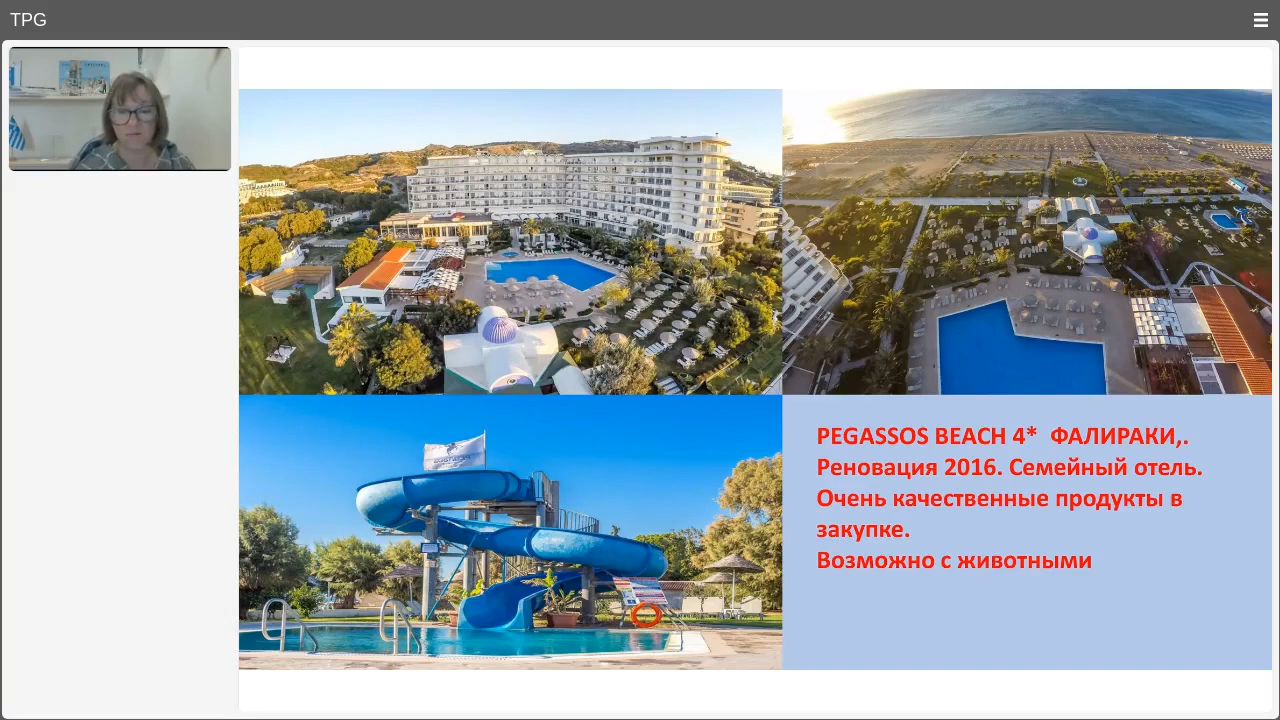 TPG
PEGASSOS BEACH 4*  ФАЛИРАКИ,.
Реновация 2016. Семейный отель.
Очень качественные продукты в
закупке.
Возможно с животными